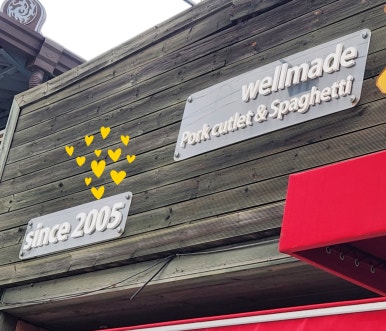 wellmade
Pork cutlet & Spaghetti
since 2005